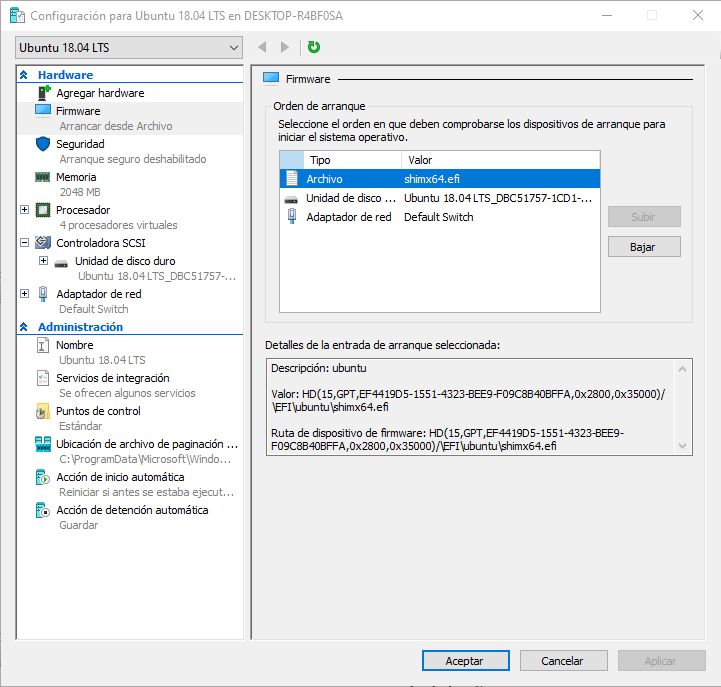 Configuración para Ubuntu 18.04 LTS en DESKTOP-R4BF0SA
Ubuntu 18.04 LTS
Hardware
Agregar hardware
Firmware
Arrancar desde Archivo
Seguridad
Arranque seguro deshabilitado
Memoria
2048 MB
Procesador
4 procesadores virtuales
Controladora SCSI
Unidad de disco duro
Ubuntu 18.04 LTS_DBC51757-...
Adaptador de red
Default Switch
Administración
Nombre
Ubuntu 18.04 LTS
Servicios de integración
Se ofrecen algunos servicios
Puntos de control
Estándar
Ubicación de archivo de paginación ...
C:\ProgramData\Microsoft\Windo...
Acción de inicio automática
Reiniciar si antes se estaba ejecut...
Acción de detención automática
Guardar
Firmware
Orden de arranque
Seleccione el orden en que deben comprobarse los dispositivos de arranque para
iniciar el sistema operativo.
Tipo Valor
Archivo shimx64.efi
Unidad de disco ... Ubuntu 18.04 LTS_DBC51757-1CD1-...
Adaptador de red Default Switch
Subir
Bajar
Detalles de la entrada de arranque seleccionada:
Descripción: ubuntu
Valor: HD(15,GPT,EF4419D5-1551-4323-BEE9-F09C8B40BFFA,0x2800,0x35000)/
\EFI\ubuntu\shimx64.efi
Ruta de dispositivo de firmware: HD(15,GPT,EF4419D5-1551-4323-BEE9-
F09C8B40BFFA,0x2800,0x35000)/\EFI\ubuntu\shimx64.efi
Aceptar
Cancelar
Aplicar